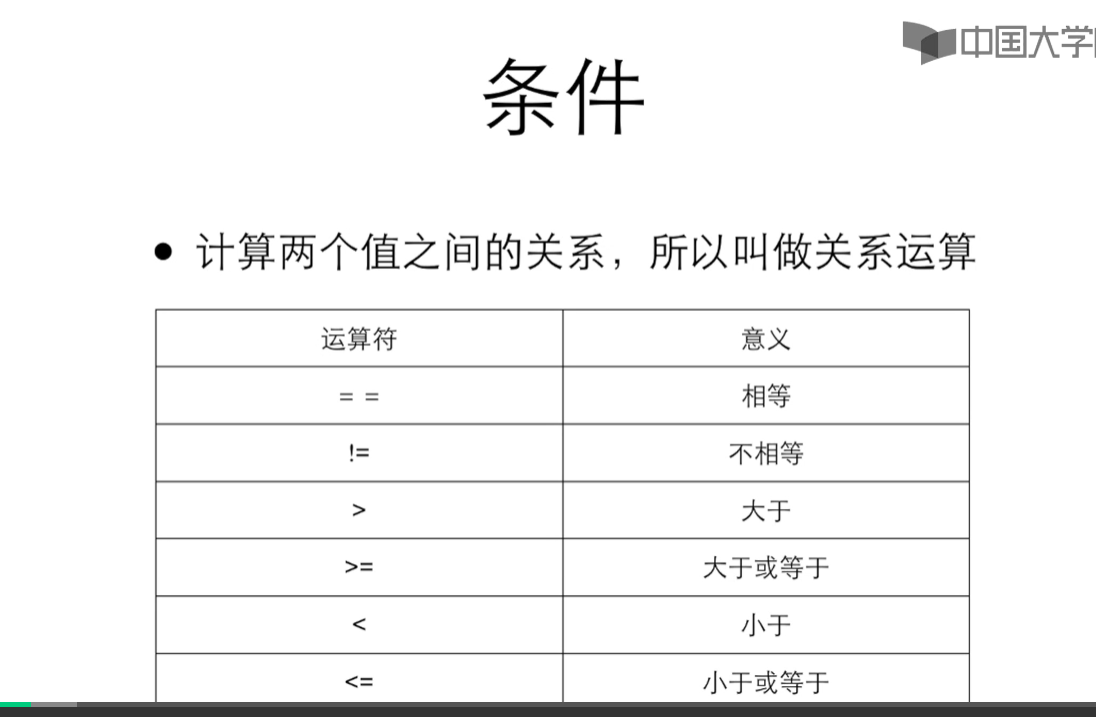 中国大学
条件
● 计算两个值之间的关系，所以叫做关系运算
运算符 意义
= = 相等
!= 不相等
> 大于
>= 大于或等于
< 小于
<= 小于或等于